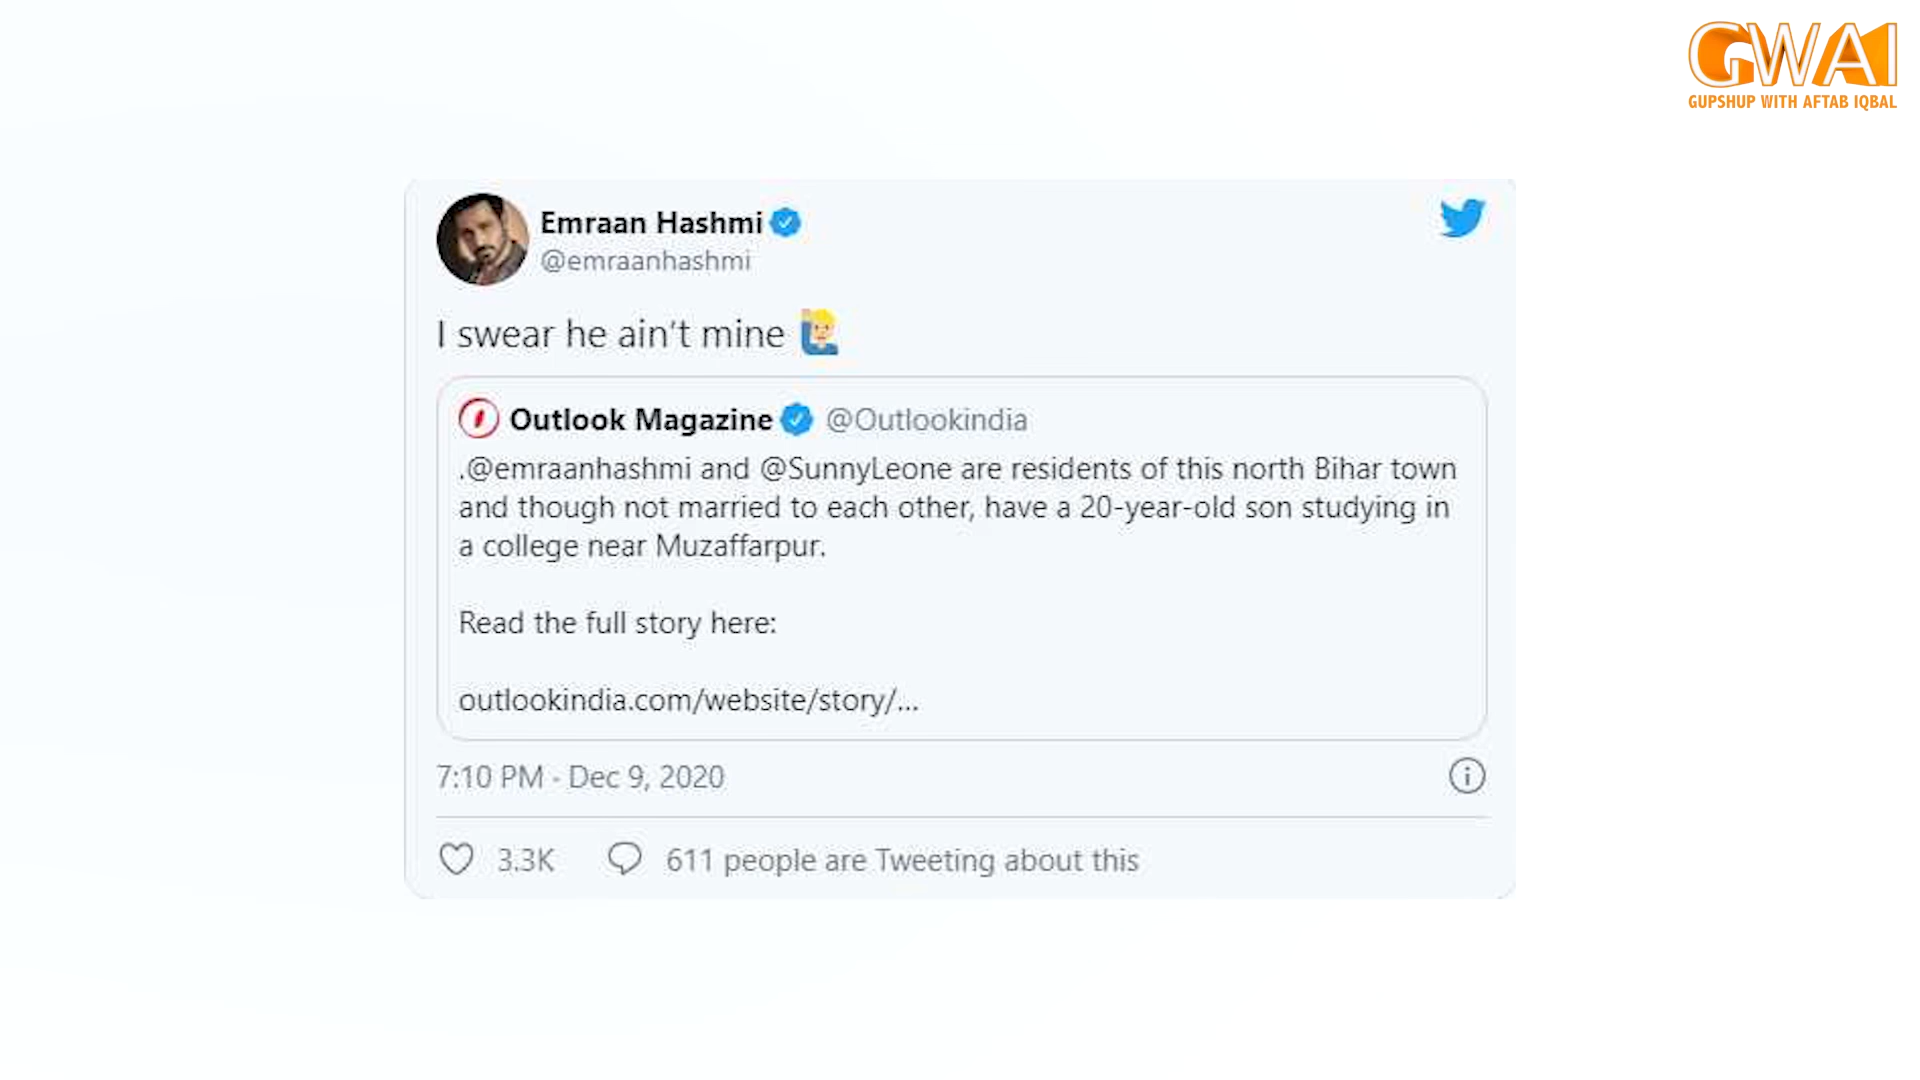 GWAI
GUPSHUP WITH AFTAB IQBAL
Emraan Hashmi
@emraanhashmi
I swear he ain't mine 🙋🏼‍♂️
Outlook Magazine @Outlookindia
.@emraanhashmi and @SunnyLeone are residents of this north Bihar town
and though not married to each other, have a 20-year-old son studying in
a college near Muzaffarpur.
Read the full story here:
outlookindia.com/website/story/...
7:10 PM · Dec 9, 2020
3.3K 611 people are Tweeting about this